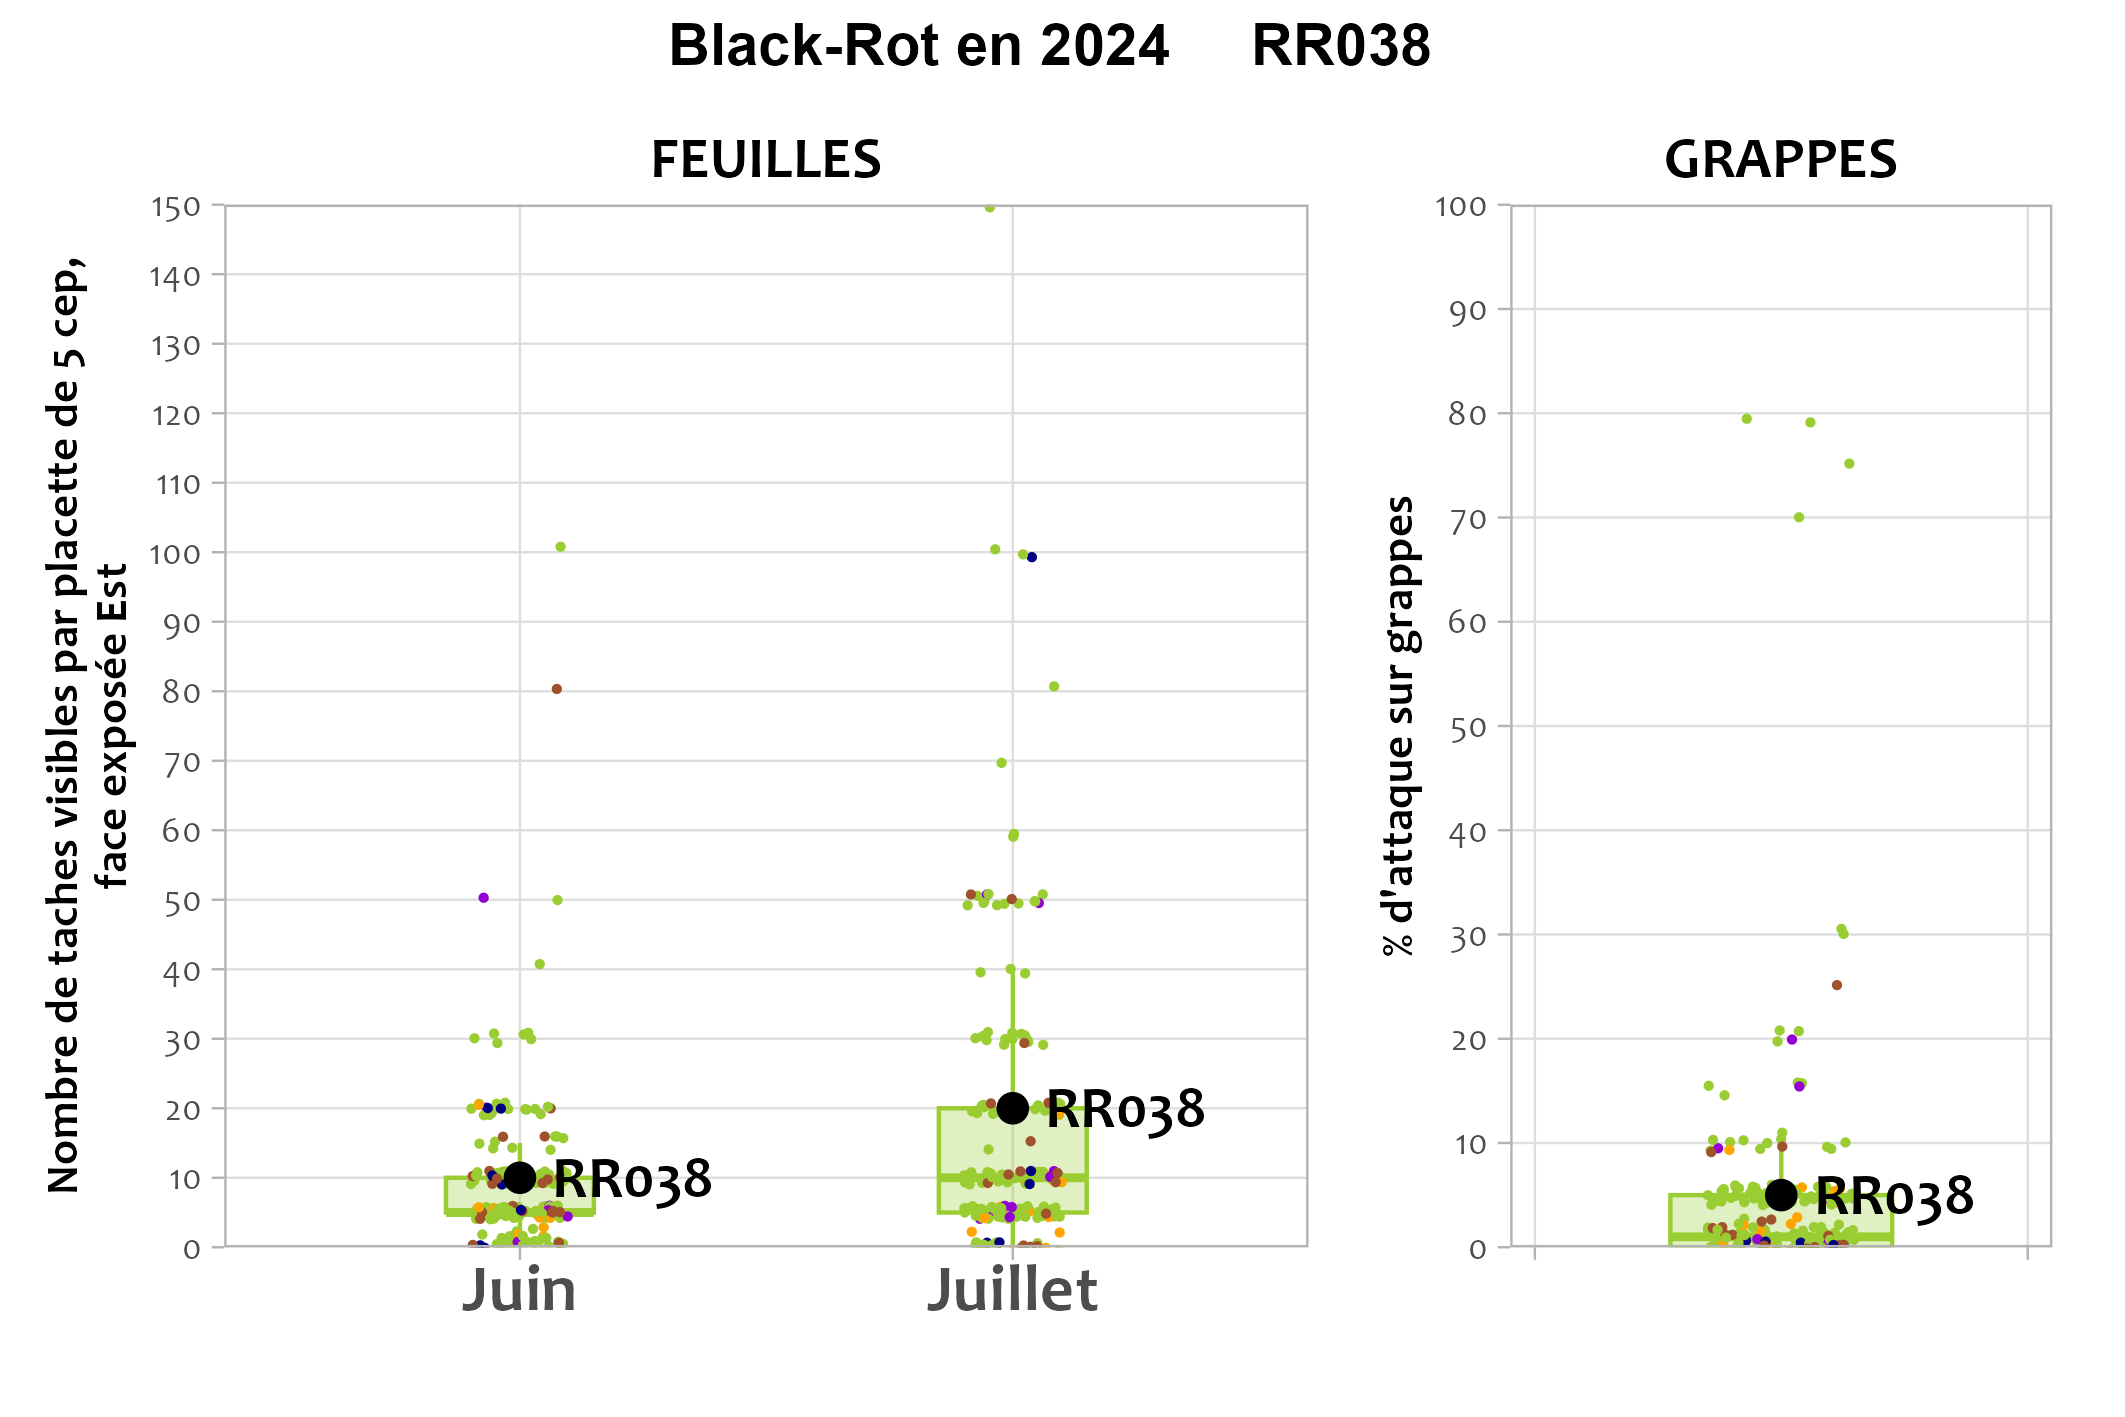 Black-Rot en 2024 RR038
FEUILLES
Nombre de taches visibles par placette de 5 cep,
face exposée Est
150
140
130
120
110
100
90
80
70
60
50
40
30
20
10
0
RR038
RR038
Juin
Juillet
GRAPPES
% d'attaque sur grappes
100
90
80
70
60
50
40
30
20
10
0
RR038